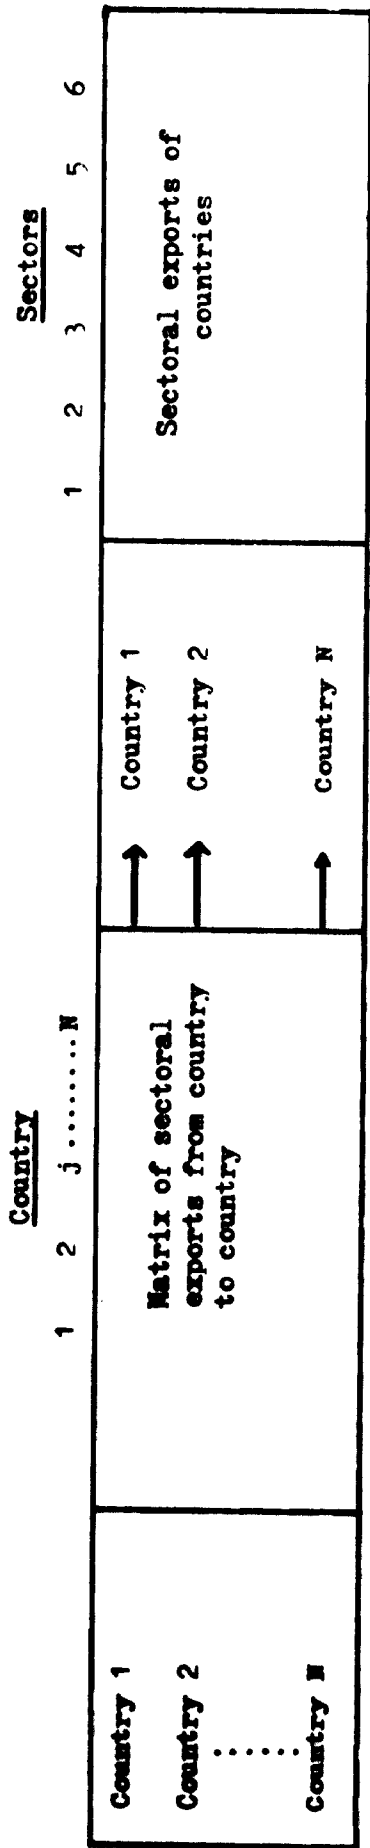 Country
1 2 j ........ N
Sectors
1 2 3 4 5 6
Country 1
Country 2
......
Country N
Matrix of sectoral
exports from country
to country
Country 1
Country 2
Country N
Sectoral exports of
countries